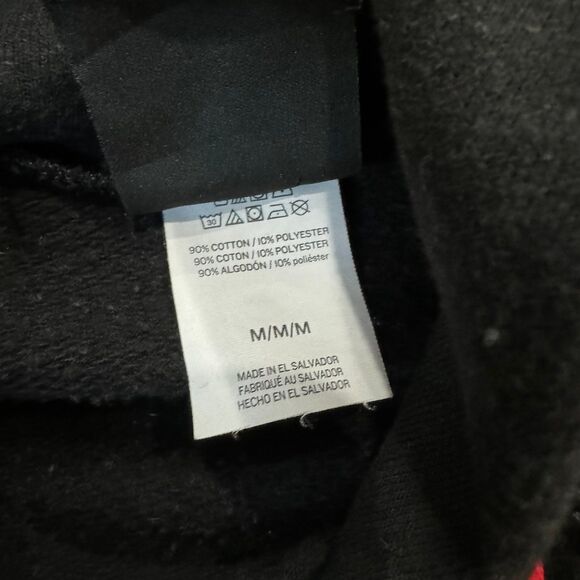 30
90% COTTON / 10% POLYESTER
90% COTON / 10% POLYESTER
90% ALGODÓN / 10% poliéster
M/M/M
MADE IN EL SALVADOR
FABRIQUÉ AU SALVADOR
HECHO EN EL SALVADOR